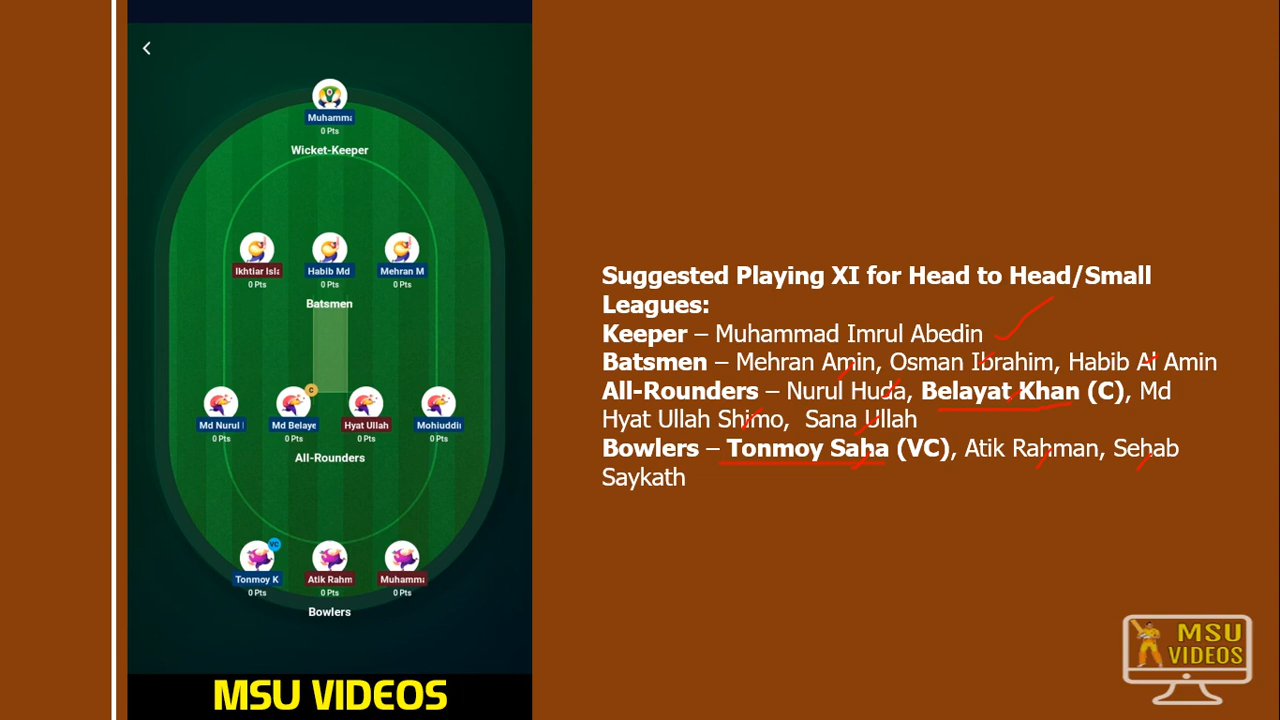 Muhamma
0 Pts
Wicket-Keeper
Ikhtiar Isla Habib Md Mehran M
0 Pts 0 Pts 0 Pts
Batsmen
C
Md Nurul Md Belaye Hyat Ullah Mohiuddin
0 Pts 0 Pts 0 Pts 0 Pts
All-Rounders
VC
Tonmoy K Atik Rahm Muhamma
0 Pts 0 Pts 0 Pts
Bowlers
MSU VIDEOS
Suggested Playing XI for Head to Head/Small
Leagues:
Keeper – Muhammad Imrul Abedin
Batsmen – Mehran Amin, Osman Ibrahim, Habib Al Amin
All-Rounders – Nurul Huda, Belayat Khan (C), Md
Hyat Ullah Shimo, Sana Ullah
Bowlers – Tonmoy Saha (VC), Atik Rahman, Sehab
Saykath
MSU
VIDEOS